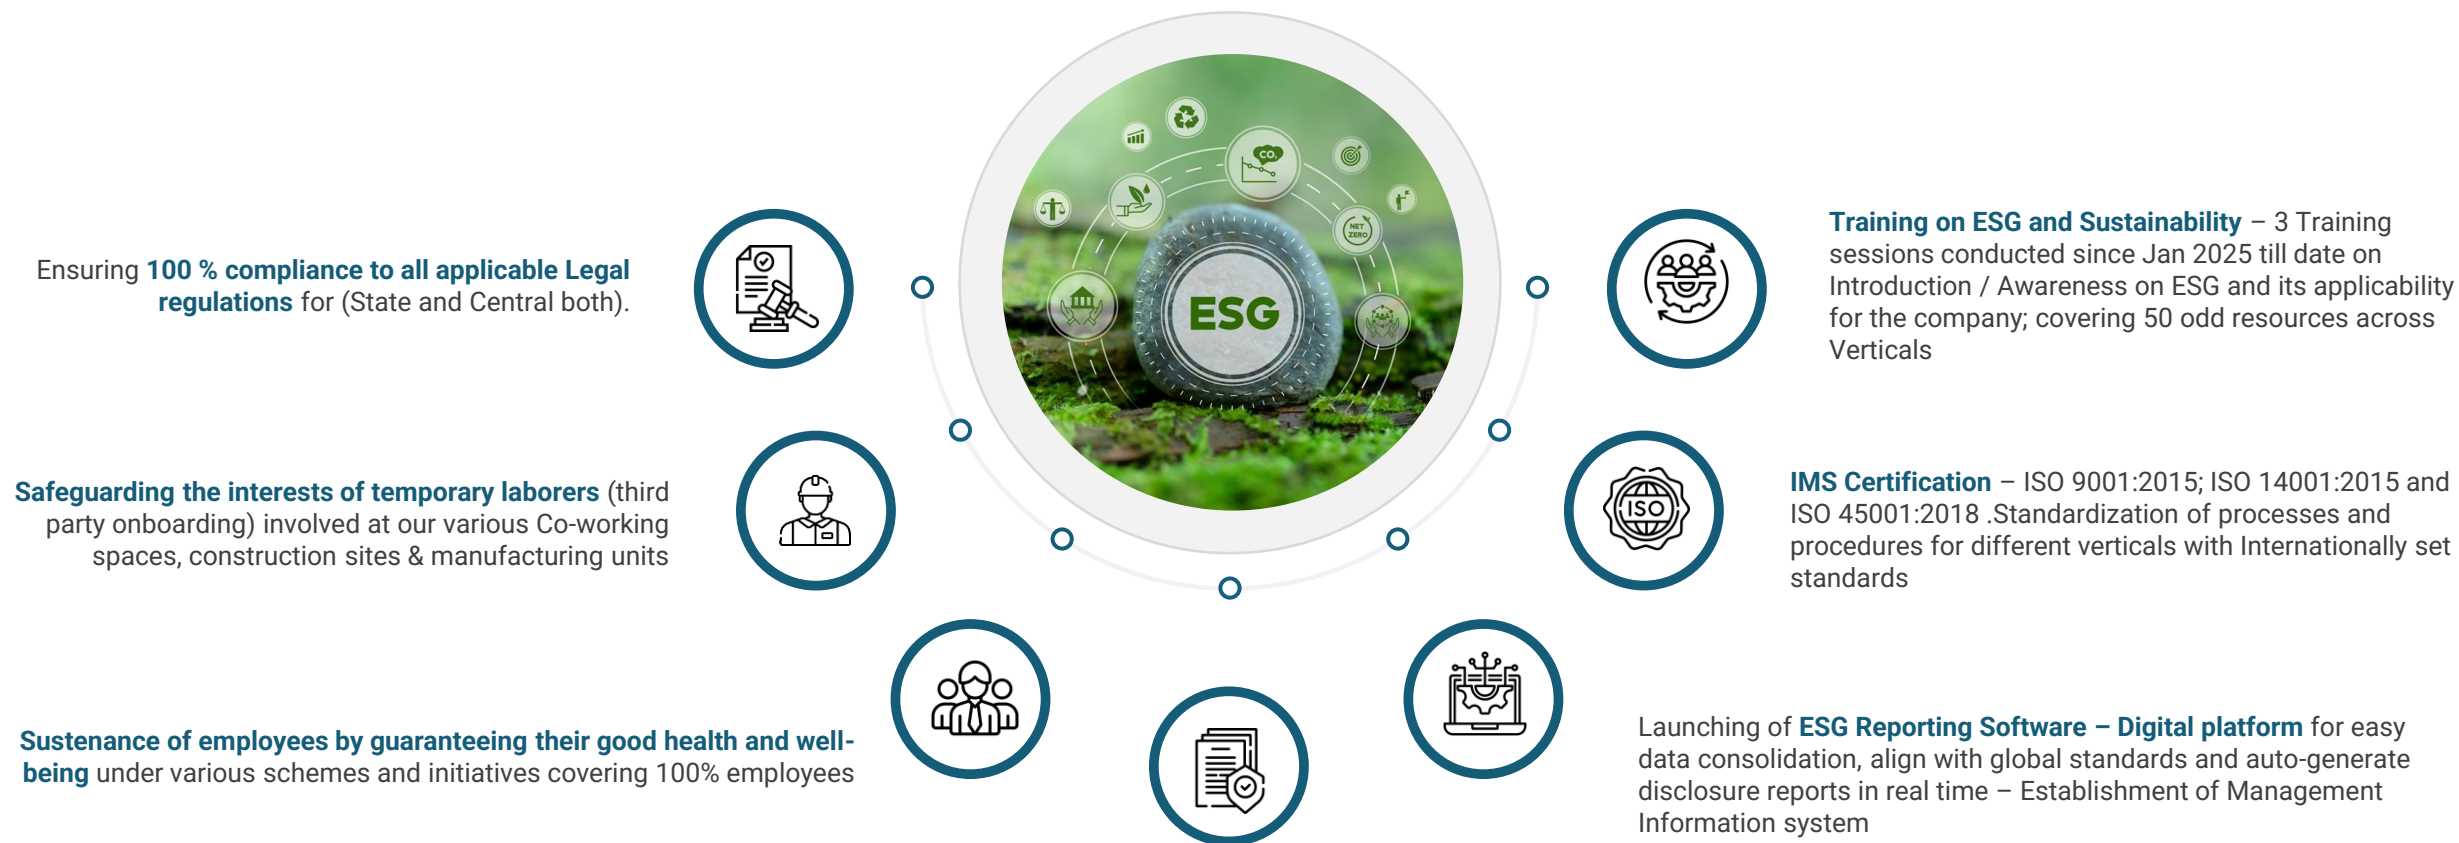 CO₂
NET
ZERO
ESG
Ensuring 100 % compliance to all applicable Legal
regulations for (State and Central both).
Safeguarding the interests of temporary laborers (third
party onboarding) involved at our various Co-working
spaces, construction sites & manufacturing units
Sustenance of employees by guaranteeing their good health and well-
being under various schemes and initiatives covering 100% employees
Training on ESG and Sustainability – 3 Training
sessions conducted since Jan 2025 till date on
Introduction / Awareness on ESG and its applicability
for the company; covering 50 odd resources across
Verticals
ISO
IMS Certification – ISO 9001:2015; ISO 14001:2015 and
ISO 45001:2018 .Standardization of processes and
procedures for different verticals with Internationally set
standards
Launching of ESG Reporting Software – Digital platform for easy
data consolidation, align with global standards and auto-generate
disclosure reports in real time – Establishment of Management
Information system